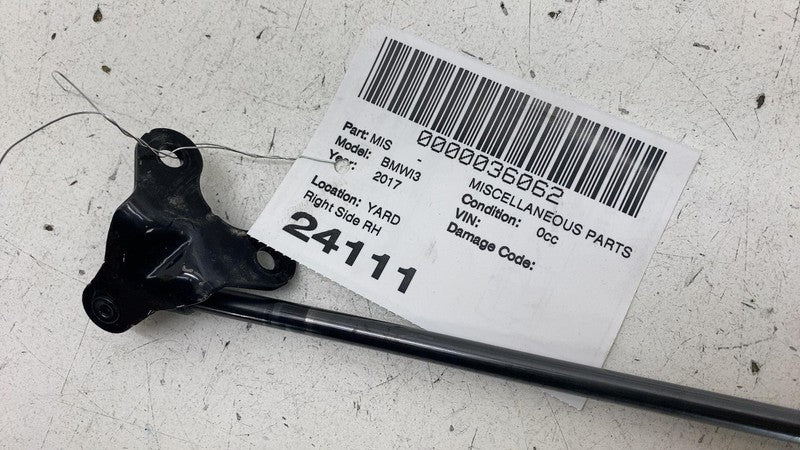 0000036062
Part: MIS -
MISCELLANEOUS PARTS
Model: BMWI3
Condition: 0cc
Year: 2017
VIN:
Damage Code:
Location: YARD
Right Side RH
24111